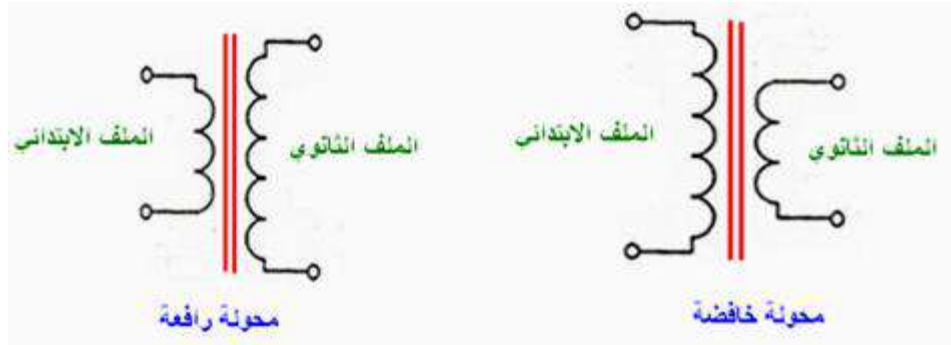 الملف الابتدائي
الملف الثانوي
محولة رافعة
الملف الابتدائي
الملف الثانوي
محولة خافضة